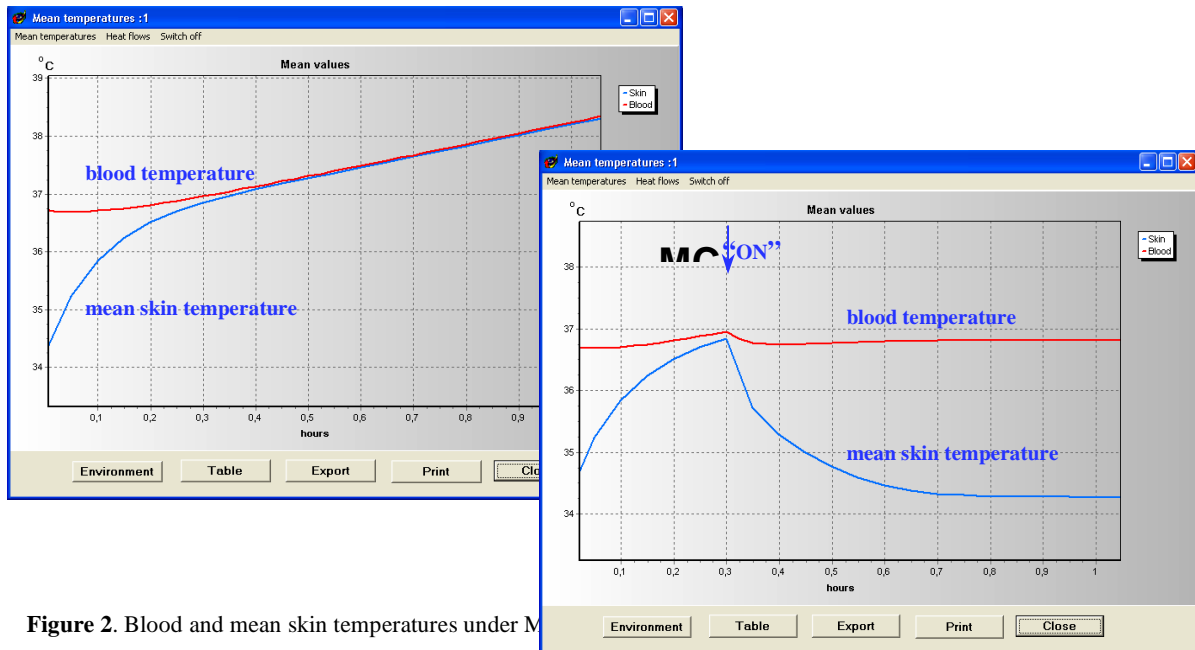 Mean temperatures :1
Mean temperatures Heat flows Switch off
°C
Mean values
39
38
37
36
35
34
Skin
Blood
blood temperature
mean skin temperature
0,1 0,2 0,3 0,4 0,5 0,6 0,7 0,8 0,9
hours
Environment Table Export Print Clo
Mean temperatures :1
Mean temperatures Heat flows Switch off
°C
Mean values
38
37
36
35
34
Skin
Blood
“ON”
blood temperature
mean skin temperature
0,1 0,2 0,3 0,4 0,5 0,6 0,7 0,8 0,9 1
hours
Environment Table Export Print Close
Figure 2. Blood and mean skin temperatures under M